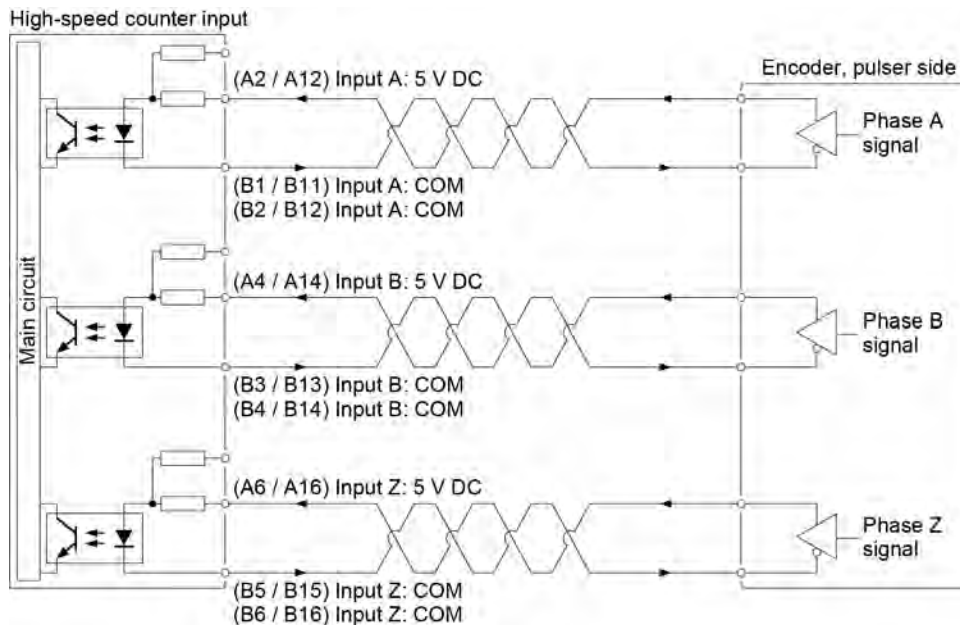 High-speed counter input
Encoder, pulser side
Main circuit
(A2 / A12) Input A: 5 V DC
Phase A
signal
(B1 / B11) Input A: COM
(B2 / B12) Input A: COM
(A4 / A14) Input B: 5 V DC
Phase B
signal
(B3 / B13) Input B: COM
(B4 / B14) Input B: COM
(A6 / A16) Input Z: 5 V DC
Phase Z
signal
(B5 / B15) Input Z: COM
(B6 / B16) Input Z: COM